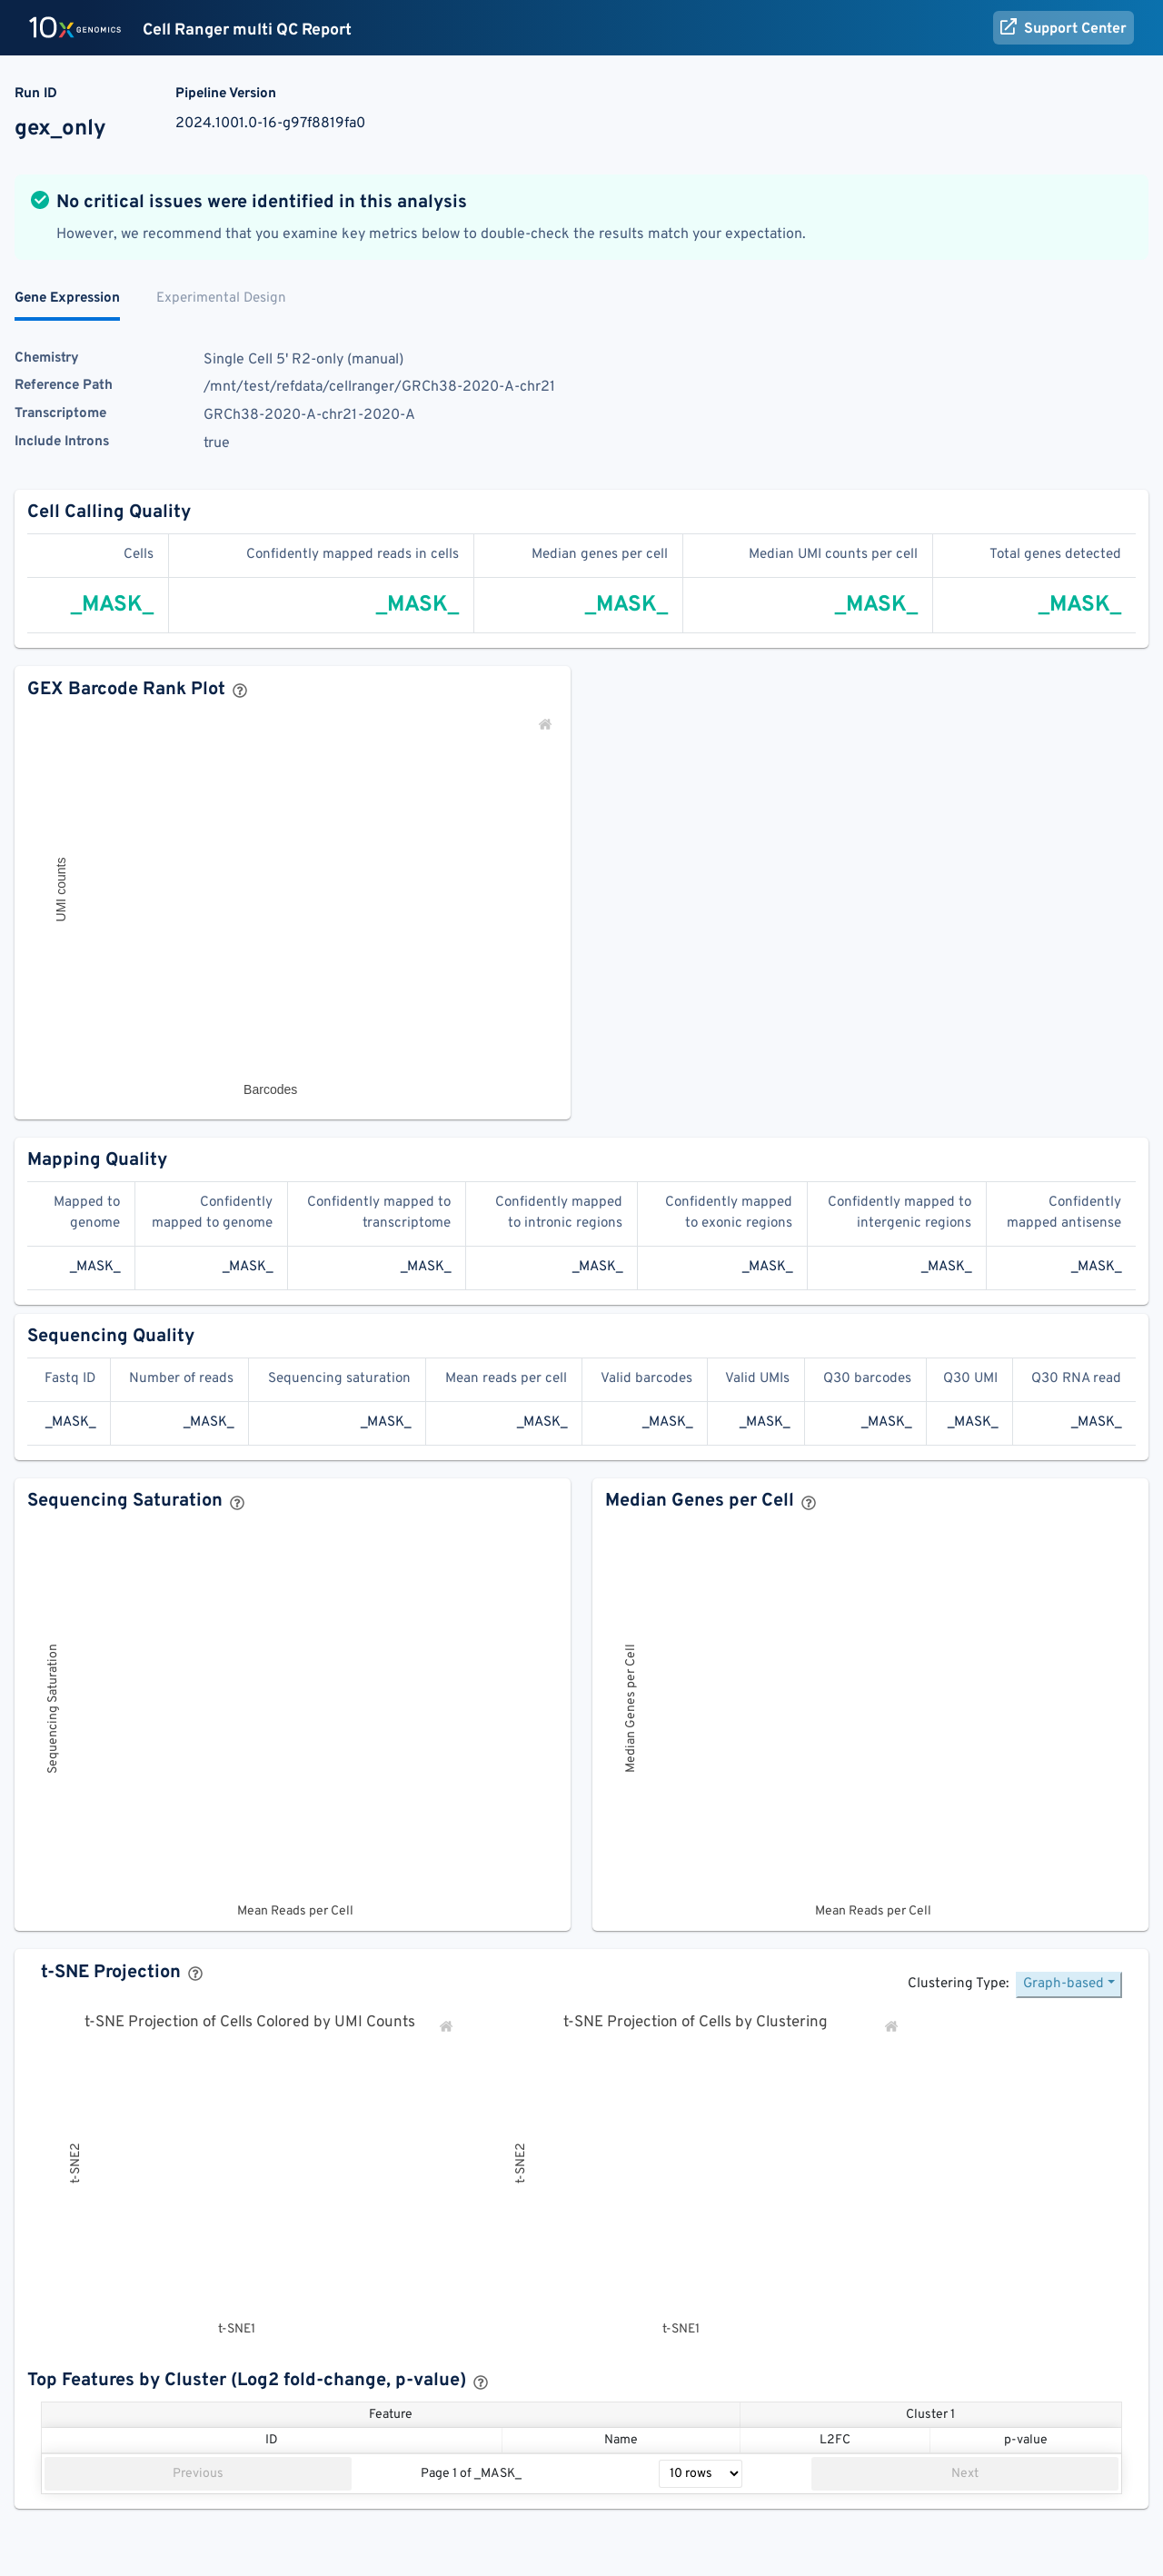 10x GENOMICS Cell Ranger multi QC Report Support Center
Run ID Pipeline Version
gex_only 2024.1001.0-16-g97f8819fa0
No critical issues were identified in this analysis
However, we recommend that you examine key metrics below to double-check the results match your expectation.
Gene Expression Experimental Design
Chemistry Single Cell 5' R2-only (manual)
Reference Path /mnt/test/refdata/cellranger/GRCh38-2020-A-chr21
Transcriptome GRCh38-2020-A-chr21-2020-A
Include Introns true
Cell Calling Quality
Cells Confidently mapped reads in cells Median genes per cell Median UMI counts per cell Total genes detected
_MASK_ _MASK_ _MASK_ _MASK_ _MASK_
GEX Barcode Rank Plot
UMI counts
Barcodes
Mapping Quality
Mapped to genome Confidently mapped to genome Confidently mapped to transcriptome Confidently mapped to intronic regions Confidently mapped to exonic regions Confidently mapped to intergenic regions Confidently mapped antisense
_MASK_ _MASK_ _MASK_ _MASK_ _MASK_ _MASK_ _MASK_
Sequencing Quality
Fastq ID Number of reads Sequencing saturation Mean reads per cell Valid barcodes Valid UMIs Q30 barcodes Q30 UMI Q30 RNA read
_MASK_ _MASK_ _MASK_ _MASK_ _MASK_ _MASK_ _MASK_ _MASK_ _MASK_
Sequencing Saturation
Sequencing Saturation
Mean Reads per Cell
Median Genes per Cell
Median Genes per Cell
Mean Reads per Cell
t-SNE Projection
Clustering Type: Graph-based
t-SNE Projection of Cells Colored by UMI Counts
t-SNE2
t-SNE1
t-SNE Projection of Cells by Clustering
t-SNE2
t-SNE1
Top Features by Cluster (Log2 fold-change, p-value)
Feature Cluster 1
ID Name L2FC p-value
Previous Page 1 of _MASK_ 10 rows Next